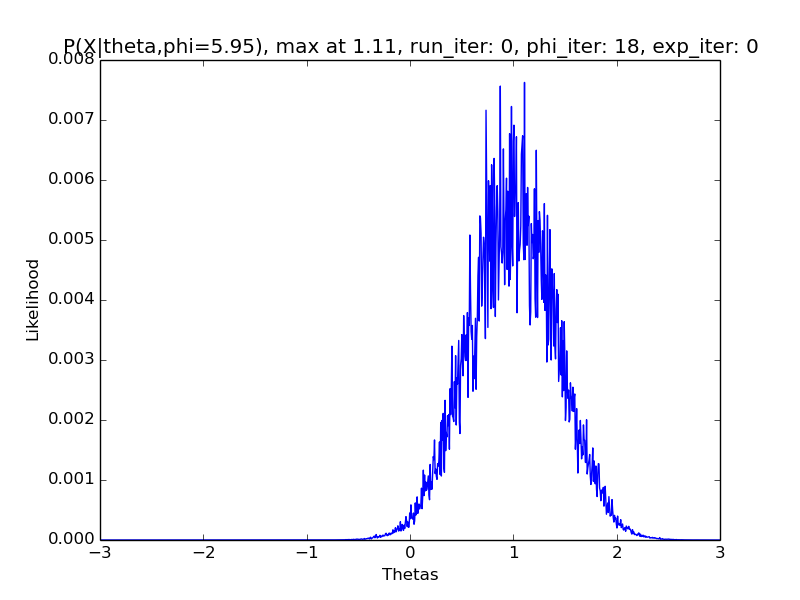 P(X|theta,phi=5.95), max at 1.11, run_iter: 0, phi_iter: 18, exp_iter: 0
0.008
0.007
0.006
0.005
0.004
0.003
0.002
0.001
0.000
Likelihood
−3 −2 −1 0 1 2 3
Thetas